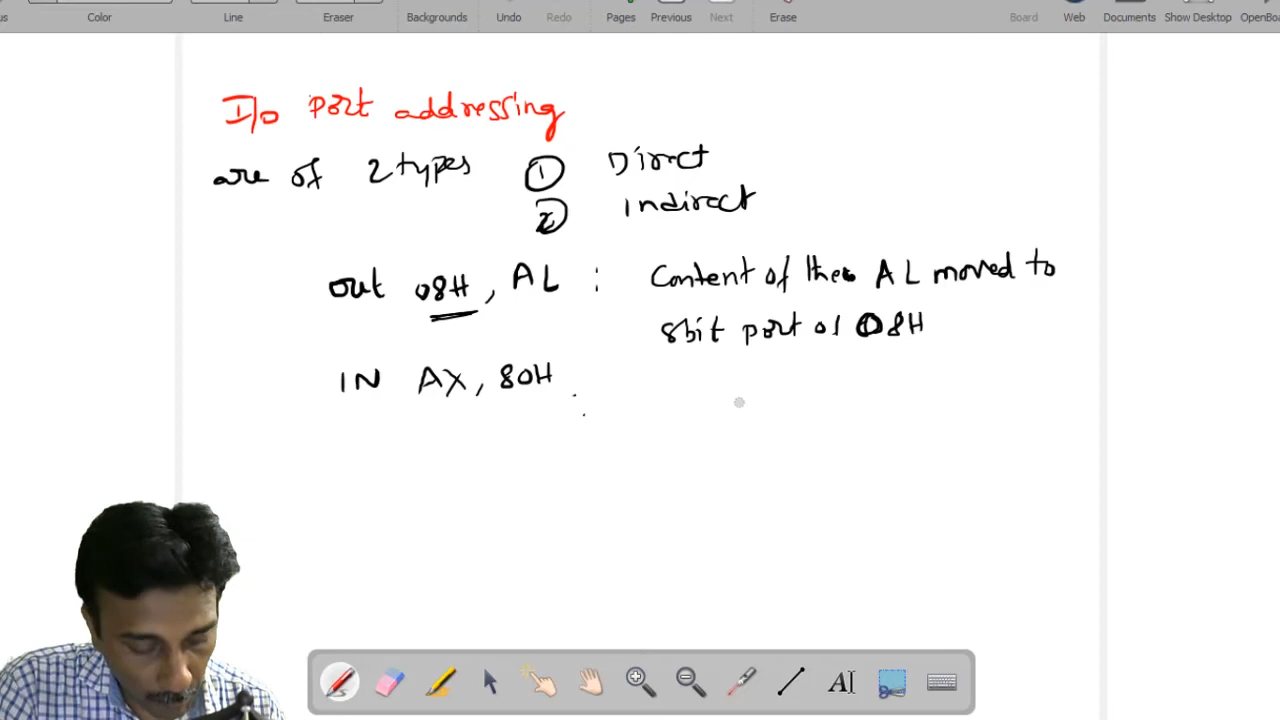 Color Line Eraser Backgrounds Undo Redo Pages Previous Next Erase Board Web Documents Show Desktop OpenBoa
I/o Port addressing
are of 2 types ① Direct
② Indirect
out 08H, AL : Content of the AL moved to
8bit port of 08H
IN AX, 80H :